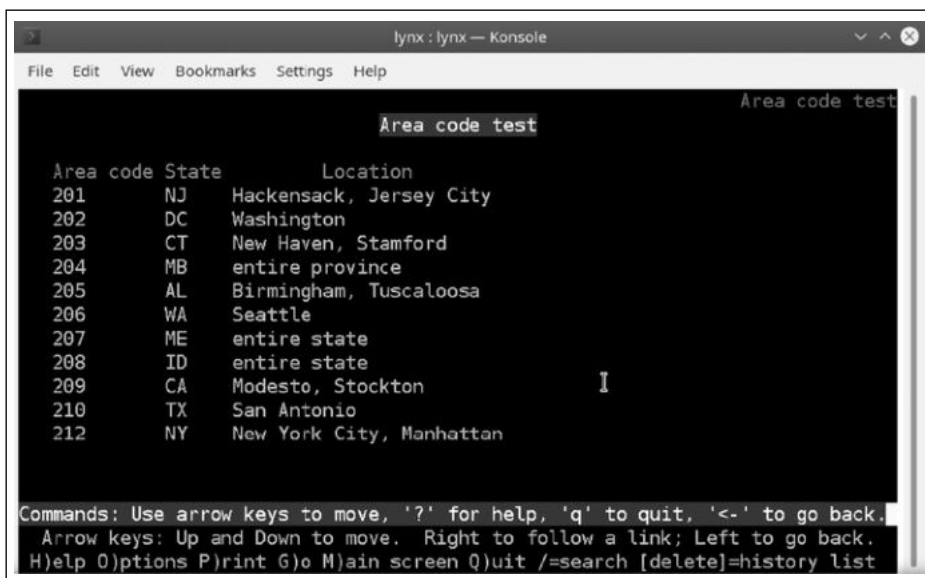 lynx : lynx — Konsole
File Edit View Bookmarks Settings Help
Area code test
Area code test
Area code State Location
201 NJ Hackensack, Jersey City
202 DC Washington
203 CT New Haven, Stamford
204 MB entire province
205 AL Birmingham, Tuscaloosa
206 WA Seattle
207 ME entire state
208 ID entire state
209 CA Modesto, Stockton
210 TX San Antonio
212 NY New York City, Manhattan
Commands: Use arrow keys to move, '?' for help, 'q' to quit, '<-' to go back.
Arrow keys: Up and Down to move. Right to follow a link; Left to go back.
H)elp O)ptions P)rint G)o M)ain screen Q)uit /=search [delete]=history list